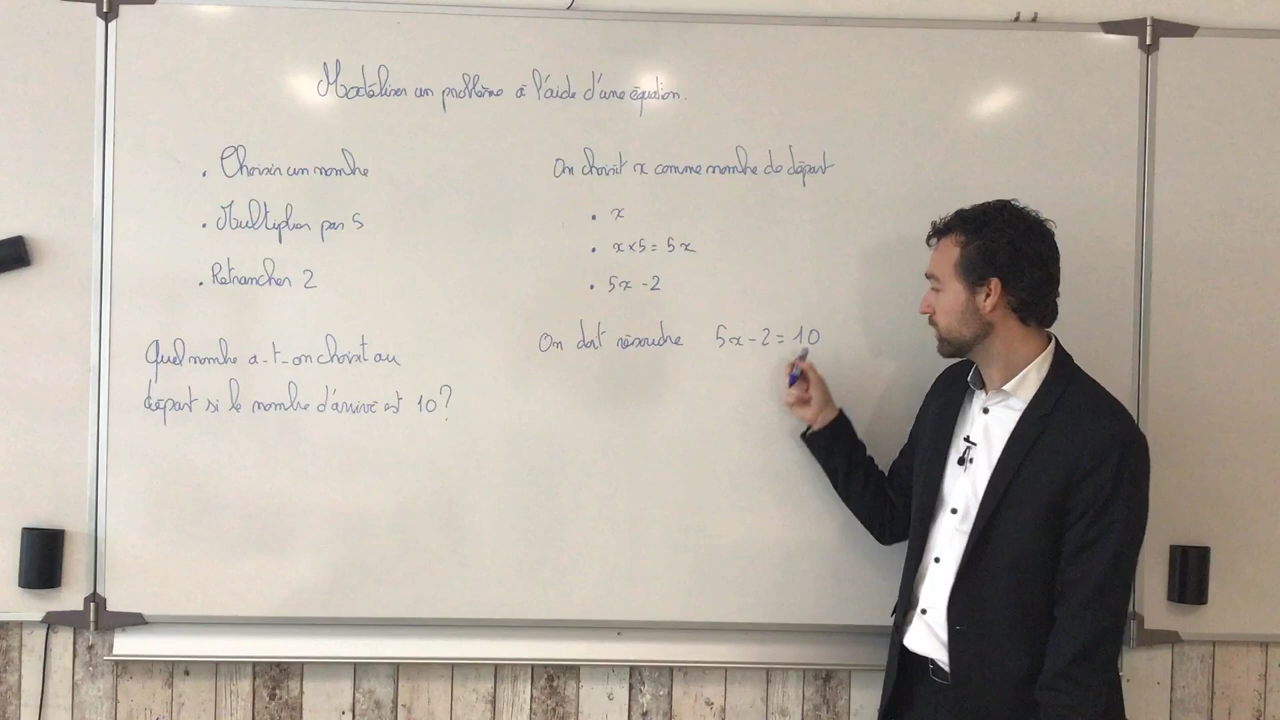 Modéliser un problème à l'aide d'une équation.
. Choisir un nombre
. Multiplier par 5
. Retrancher 2
Quel nombre a-t-on choisit au
départ si le nombre d'arrivé est 10?
On choisit x comme nombre de départ
. x
. x x 5 = 5x
. 5x - 2
On doit résoudre 5x - 2 = 10